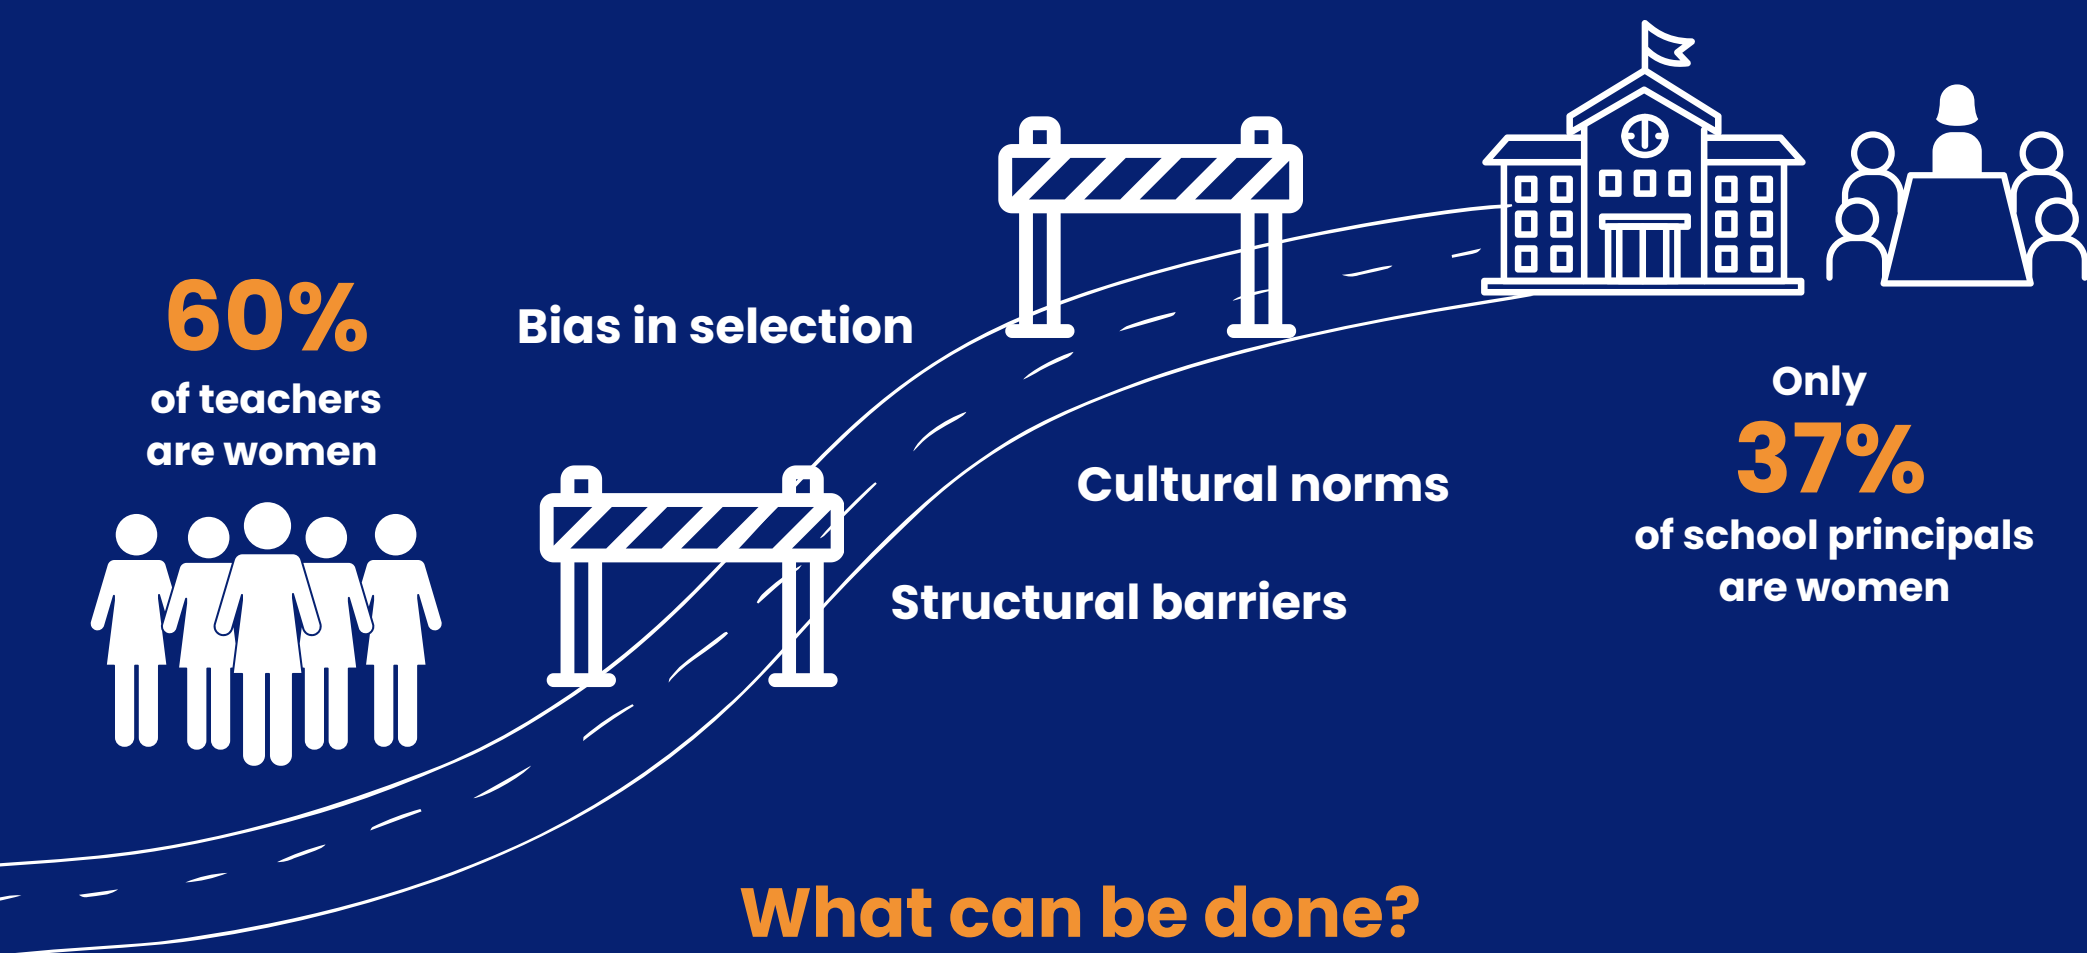 60%
of teachers
are women
Bias in selection
Cultural norms
Structural barriers
Only
37%
of school principals
are women
What can be done?